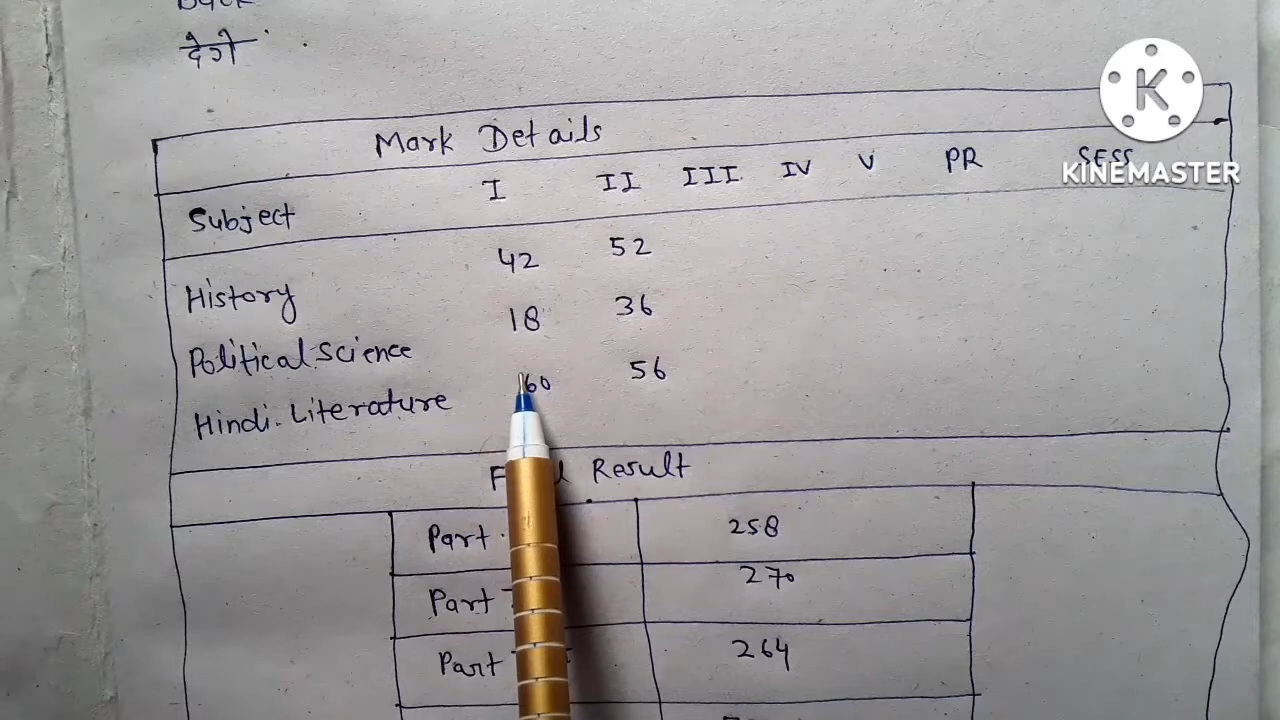 देगे
Mark Details
Subject I II III IV V PR SESS
History 42 52
Political Science 18 36
Hindi. Literature 60 56
Result
Part 258
270
Part
Part 264
K
KINEMASTER